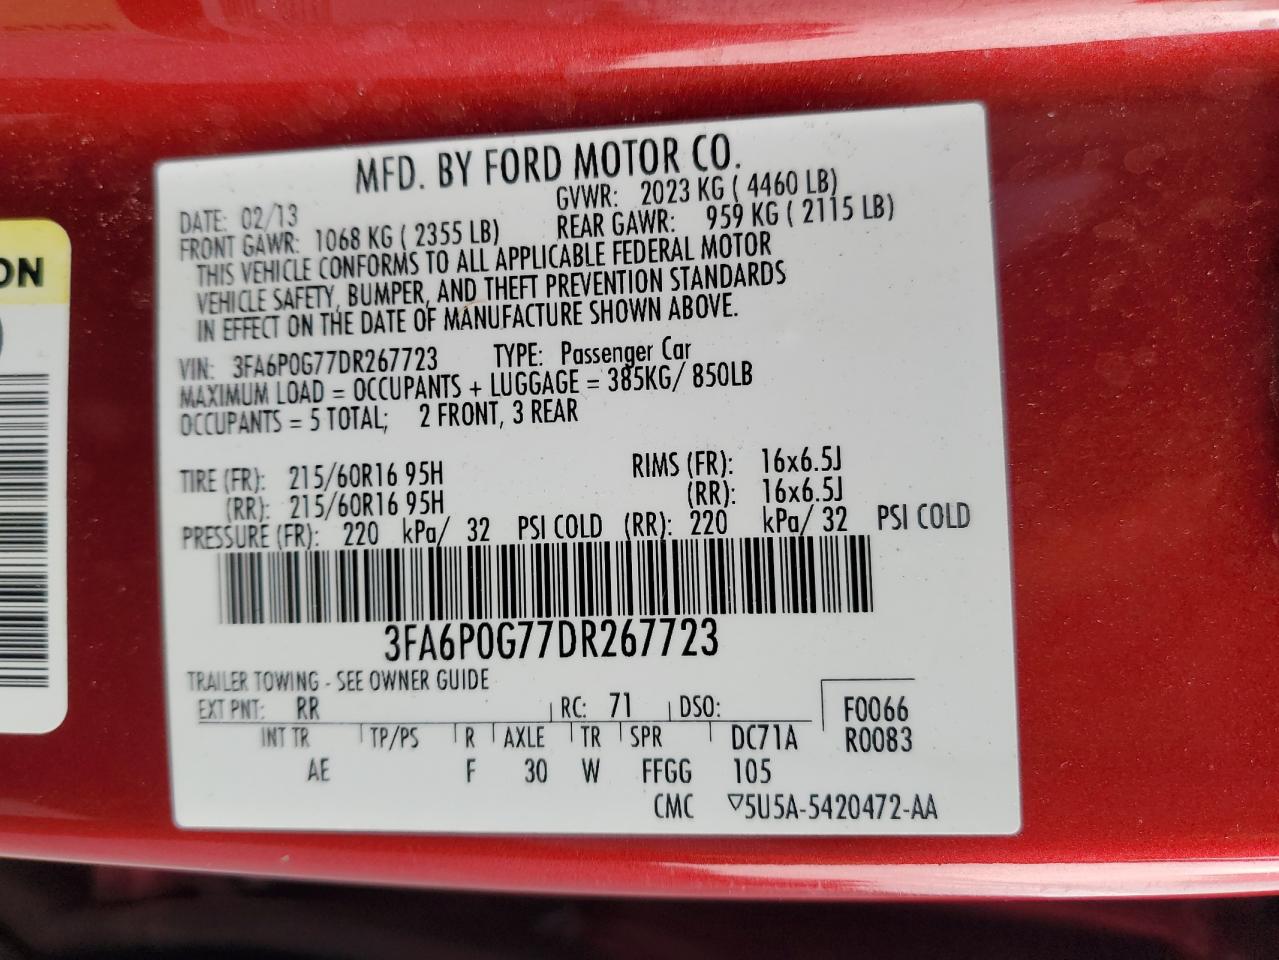 MFD. BY FORD MOTOR CO.
DATE: 02/13 GVWR: 2023 KG ( 4460 LB)
FRONT GAWR: 1068 KG ( 2355 LB) REAR GAWR: 959 KG ( 2115 LB)
THIS VEHICLE CONFORMS TO ALL APPLICABLE FEDERAL MOTOR
VEHICLE SAFETY, BUMPER, AND THEFT PREVENTION STANDARDS
IN EFFECT ON THE DATE OF MANUFACTURE SHOWN ABOVE.
VIN: 3FA6P0G77DR267723 TYPE: Passenger Car
MAXIMUM LOAD = OCCUPANTS + LUGGAGE = 385KG/ 850LB
OCCUPANTS = 5 TOTAL; 2 FRONT, 3 REAR
TIRE (FR): 215/60R16 95H RIMS (FR): 16x6.5J
(RR): 215/60R16 95H (RR): 16x6.5J
PRESSURE (FR): 220 kPa/ 32 PSI COLD (RR): 220 kPa/ 32 PSI COLD
3FA6P0G77DR267723
TRAILER TOWING - SEE OWNER GUIDE
EXT PNT: RR RC: 71 DSO: F0066
INT TR TP/PS R AXLE TR SPR DC71A R0083
AE F 30 W FFGG 105
CMC ▽5U5A-5420472-AA
ON